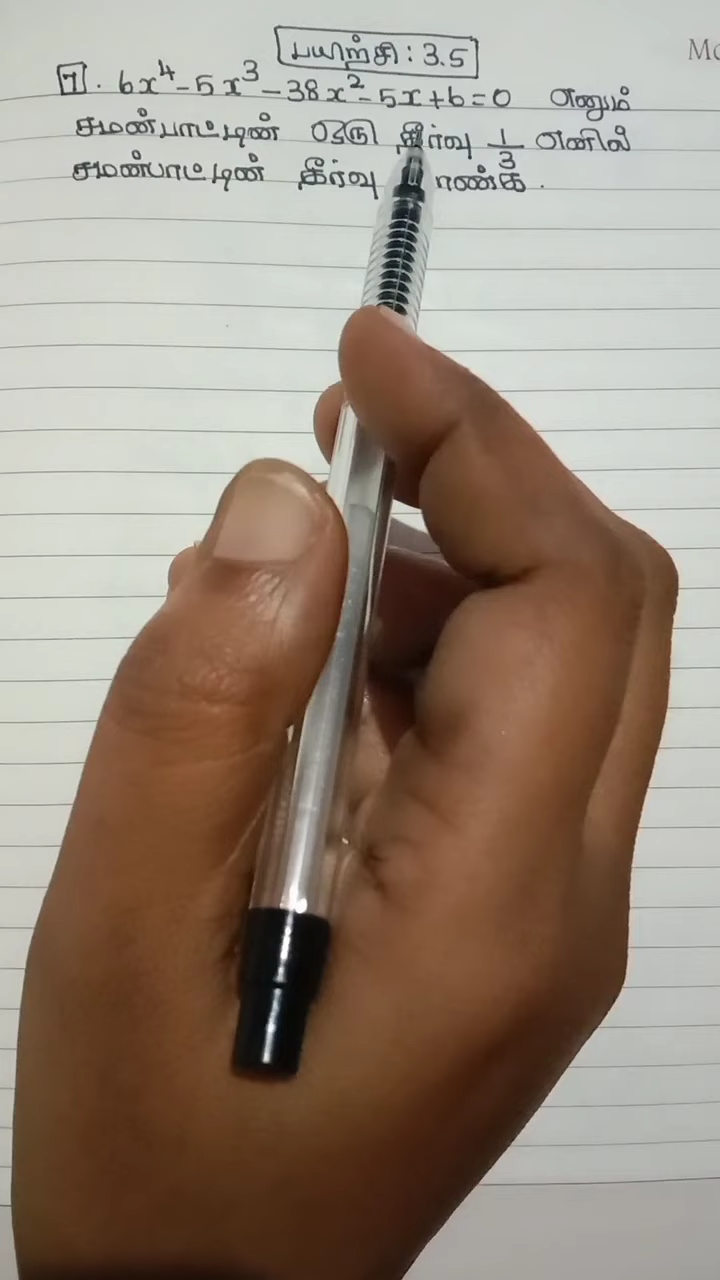 பயிற்சி: 3.5
7. 6x⁴-5x³-38x²-5x+6=0 எனும்
சமன்பாட்டின் ஒரு தீர்வு 1/3 எனில்
சமன்பாட்டின் தீர்வு